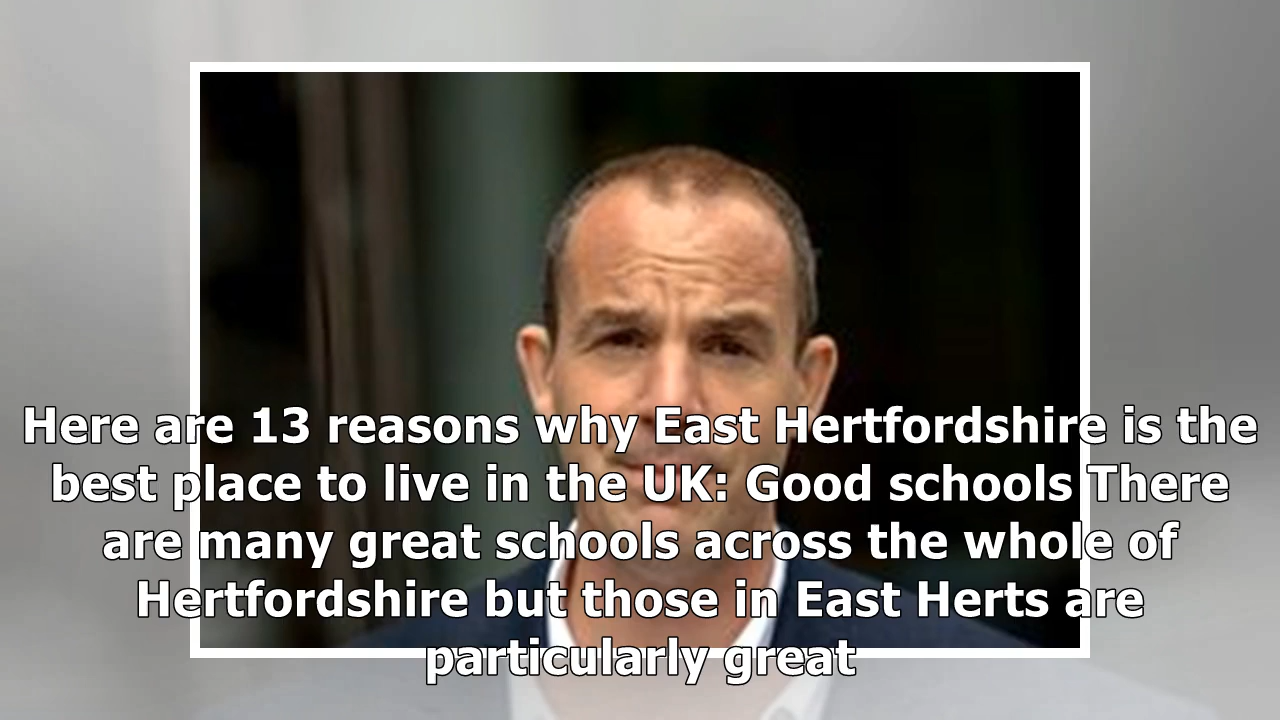 Here are 13 reasons why East Hertfordshire is the
best place to live in the UK: Good schools There
are many great schools across the whole of
Hertfordshire but those in East Herts are
particularly great